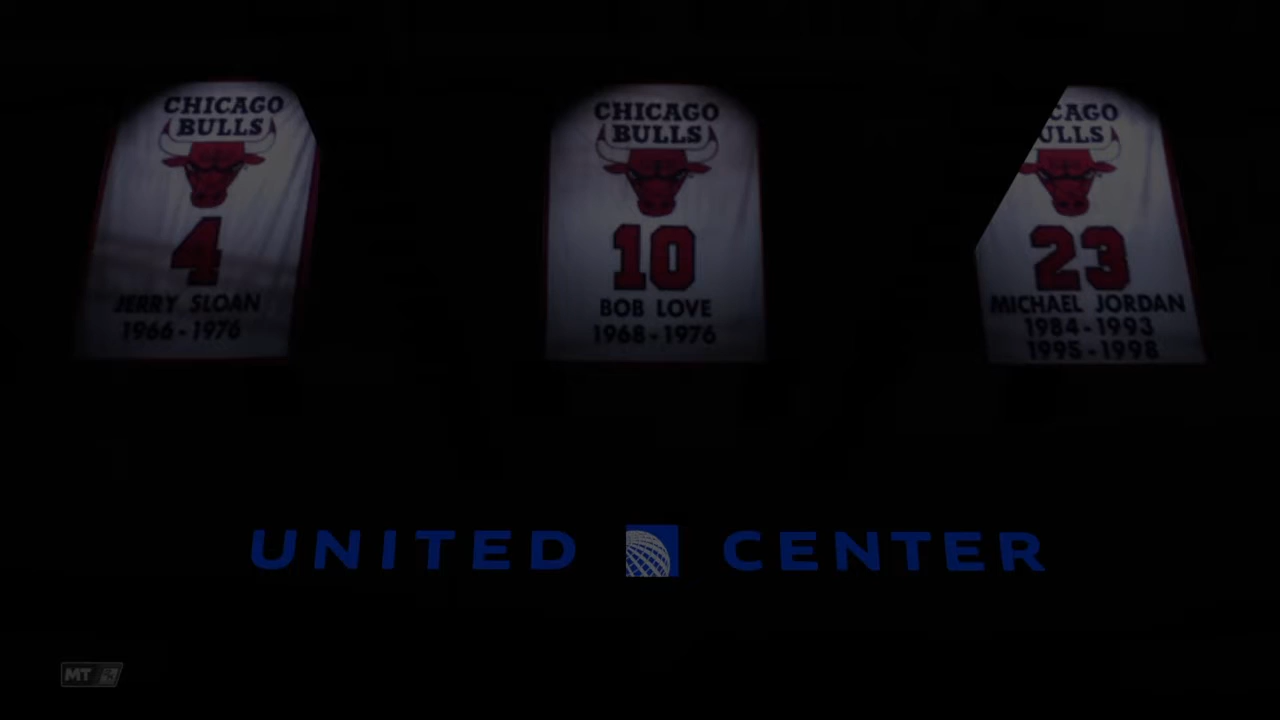 CHICAGO
BULLS
4
JERRY SLOAN
1966-1976
CHICAGO
BULLS
10
BOB LOVE
1968-1976
CAGO
ULLS
23
MICHAEL JORDAN
1984-1993
1995-1998
UNITED CENTER
MT